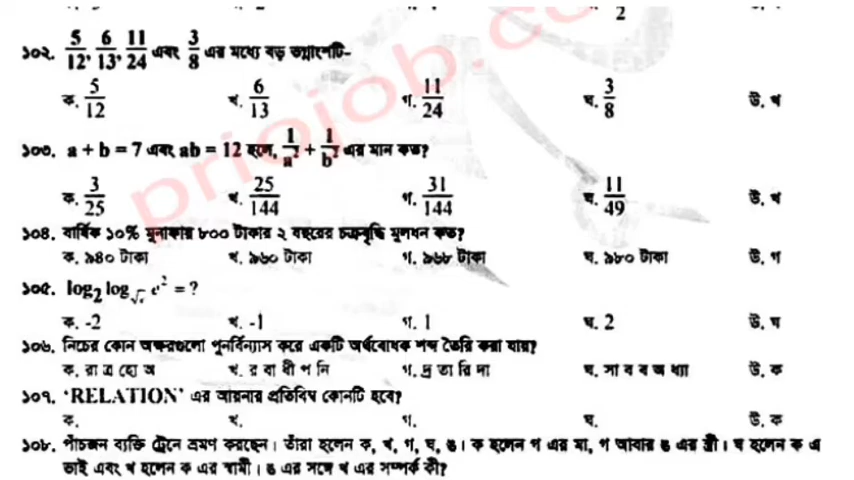 2
১০২. 5/12, 6/13, 11/24 এবং 3/8 এর মধ্যে বড় ভগ্নাংশটি-
ক. 5/12 খ. 6/13 গ. 11/24 ঘ. 3/8 উ. খ
১০৩. a + b = 7 এবং ab = 12 হলে, 1/a² + 1/b² এর মান কত?
ক. 3/25 খ. 25/144 গ. 31/144 ঘ. 11/49 উ. খ
১০৪. বার্ষিক ১০% মুনাফায় ৮০০ টাকার ২ বছরের চক্রবৃদ্ধি মুলধন কত?
ক. ৯৪০ টাকা খ. ৯৬০ টাকা গ. ৯৬৮ টাকা ঘ. ৯৮০ টাকা উ. গ
১০৫. log₂ log√e e² = ?
ক. -2 খ. -1 গ. 1 ঘ. 2 উ. ঘ
১০৬. নিচের কোন অক্ষরগুলো পুনর্বিন্যাস করে একটি অর্থবোধক শব্দ তৈরি করা যায়?
ক. রা ত্র হো অ খ. র বা ধী প নি গ. দ্র তা রি দা ঘ. সা ব ব অ ধ্যা উ. ক
১০৭. ‘RELATION’ এর আয়নার প্রতিবিম্ব কোনটি হবে?
ক. খ. গ. ঘ. উ. ক
১০৮. পাঁচজন ব্যক্তি ট্রেনে ভ্রমণ করছেন। তাঁরা হলেন ক, খ, গ, ঘ, ঙ। ক হলেন গ এর মা, গ আবার ঙ এর স্ত্রী। ঘ হলেন ক এ
ভাই এবং খ হলেন ক এর স্বামী। ঙ এর সঙ্গে খ এর সম্পর্ক কী?
priojob.com